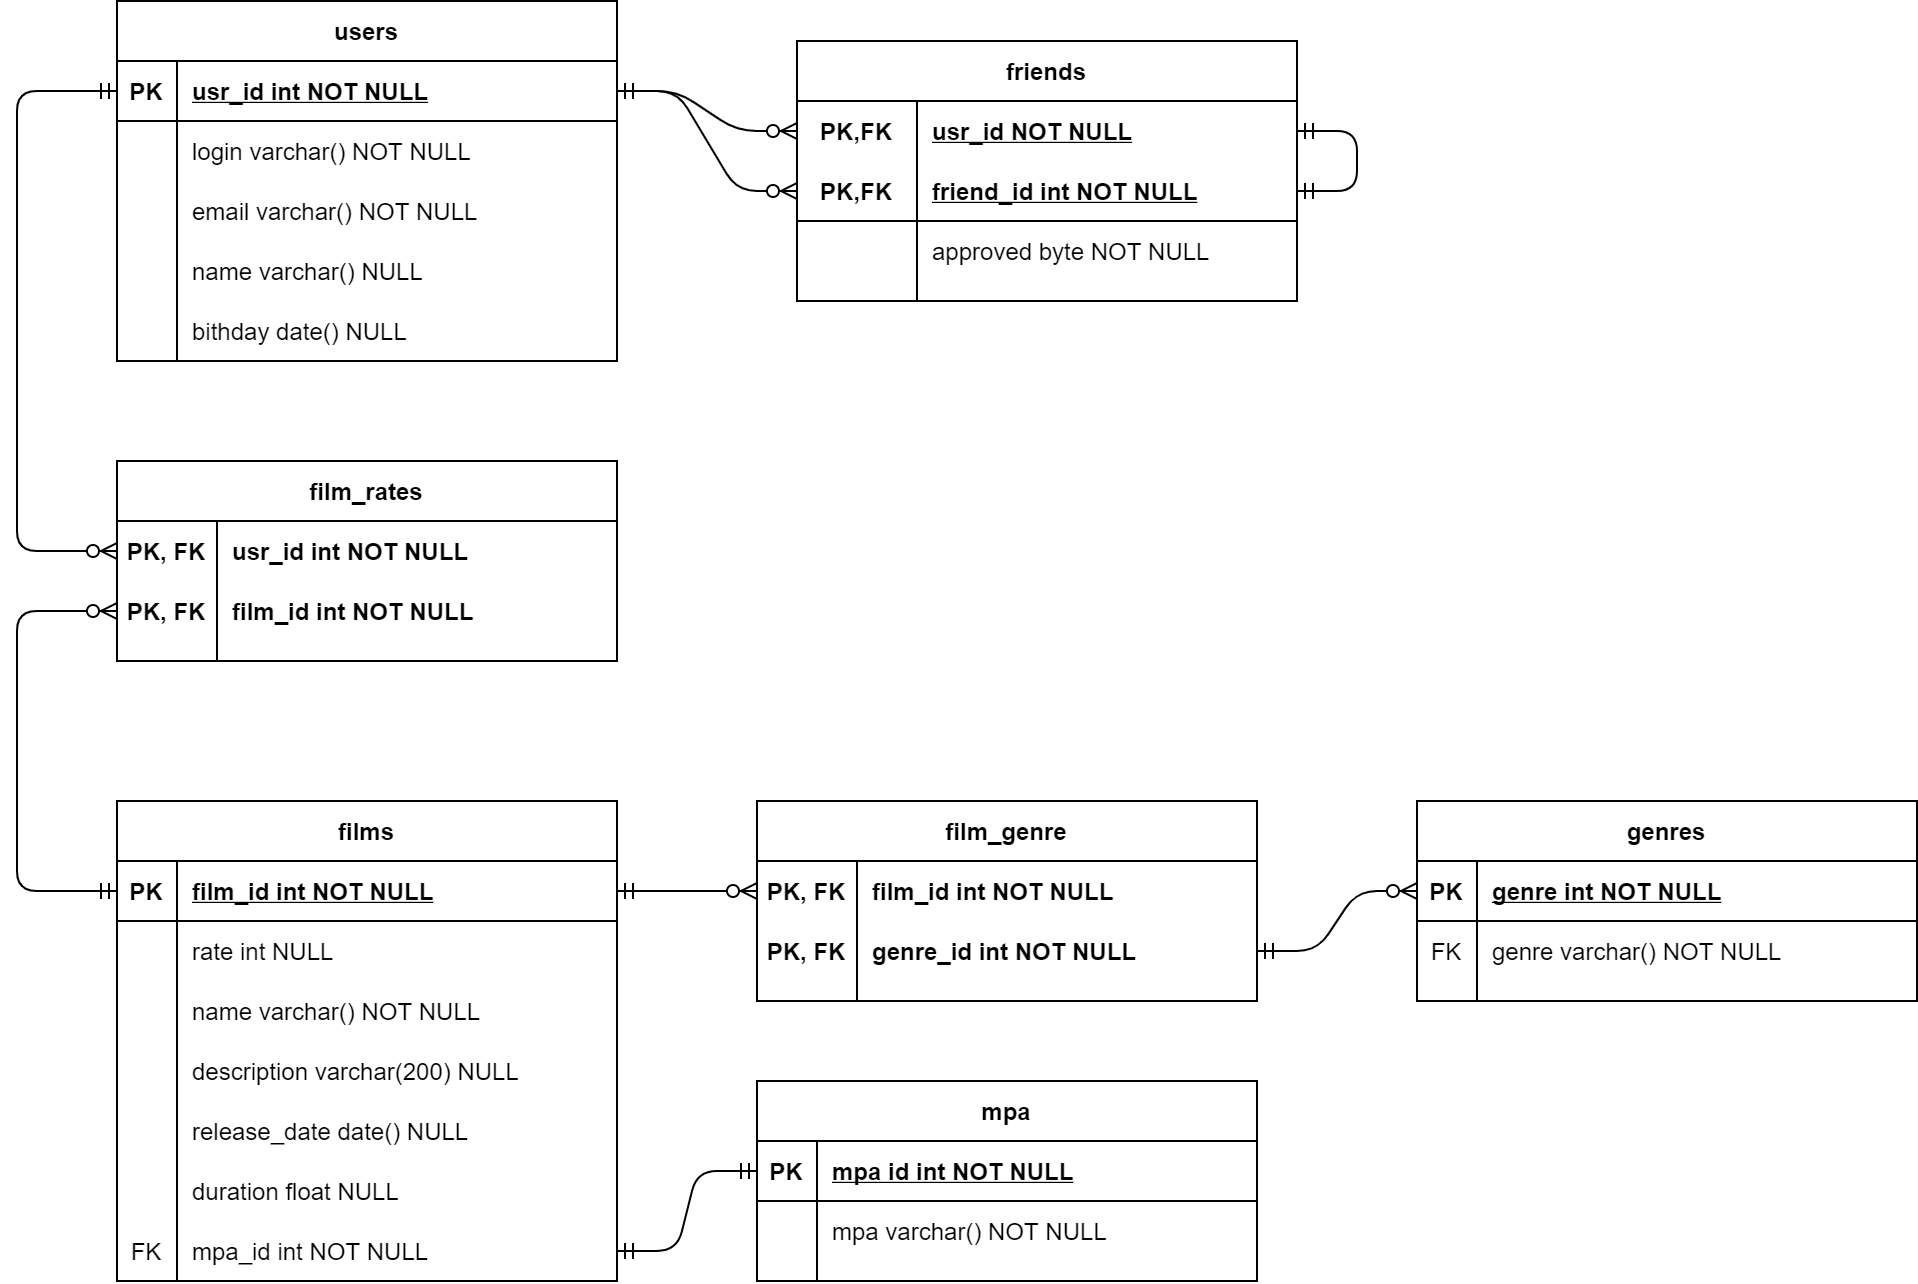 users
PK usr_id int NOT NULL
login varchar() NOT NULL
email varchar() NOT NULL
name varchar() NULL
bithday date() NULL
friends
PK,FK usr_id NOT NULL
PK,FK friend_id int NOT NULL
approved byte NOT NULL
film_rates
PK, FK usr_id int NOT NULL
PK, FK film_id int NOT NULL
films
PK film_id int NOT NULL
rate int NULL
name varchar() NOT NULL
description varchar(200) NULL
release_date date() NULL
duration float NULL
FK mpa_id int NOT NULL
film_genre
PK, FK film_id int NOT NULL
PK, FK genre_id int NOT NULL
genres
PK genre int NOT NULL
FK genre varchar() NOT NULL
mpa
PK mpa id int NOT NULL
mpa varchar() NOT NULL